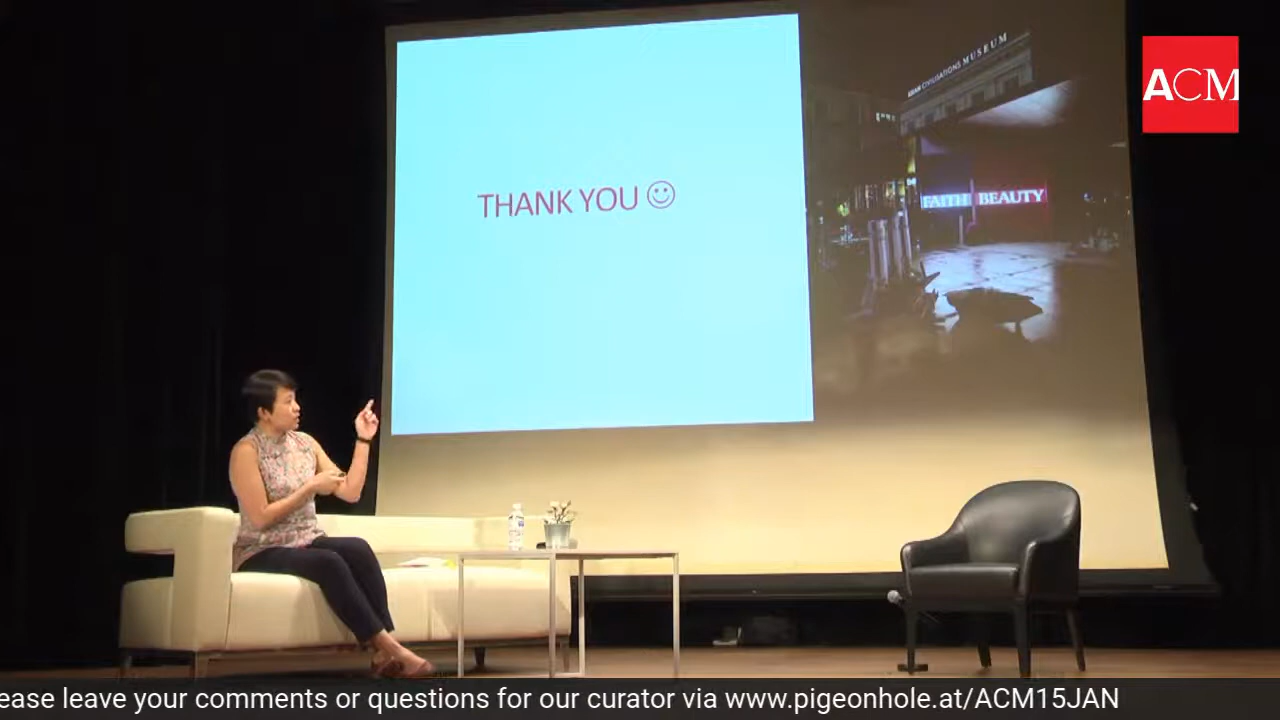 THANK YOU ☺
ASIAN CIVILISATIONS MUSEUM
FAITH BEAUTY
ACM
ease leave your comments or questions for our curator via www.pigeonhole.at/ACM15JAN